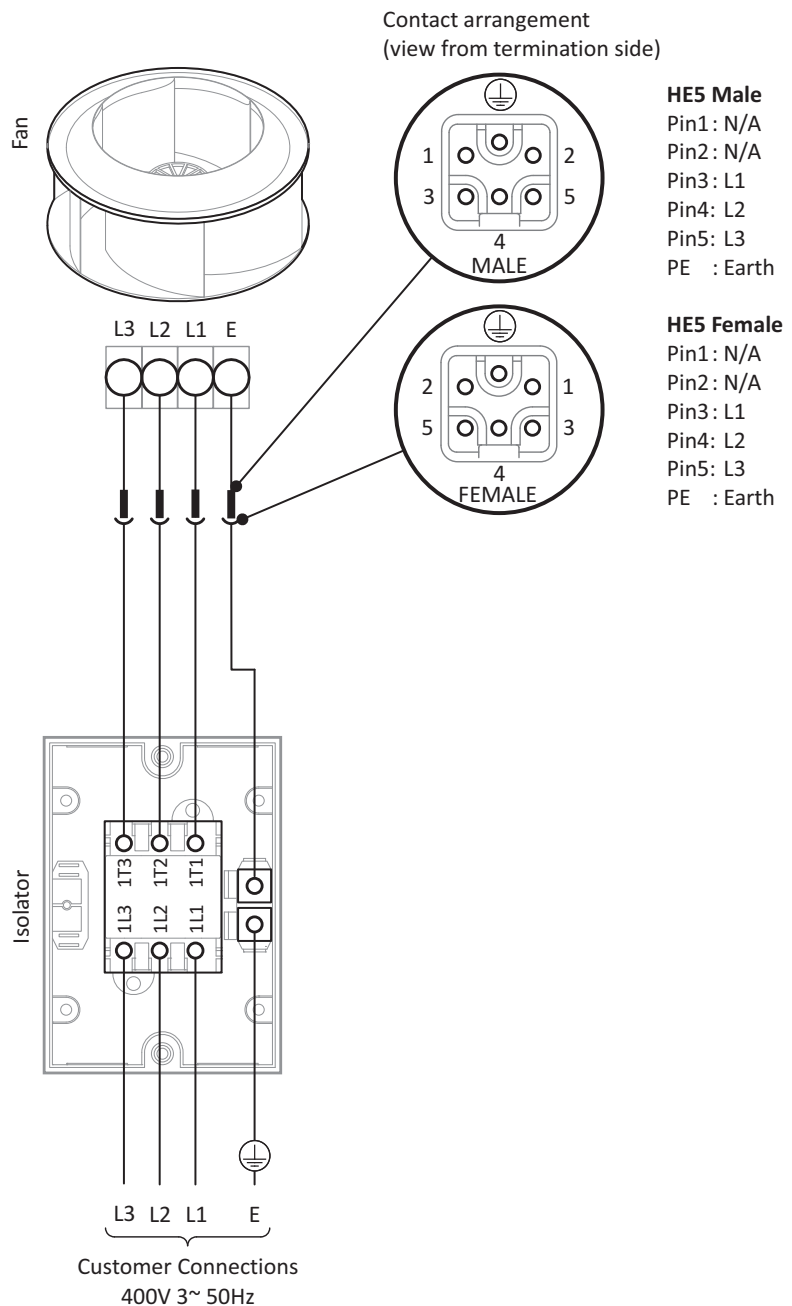 Contact arrangement
(view from termination side)
Fan
1
2
3
5
4
MALE
HE5 Male
Pin1: N/A
Pin2: N/A
Pin3: L1
Pin4: L2
Pin5: L3
PE : Earth
L3 L2 L1 E
2
1
5
3
4
FEMALE
HE5 Female
Pin1: N/A
Pin2: N/A
Pin3: L1
Pin4: L2
Pin5: L3
PE : Earth
Isolator
1T3 1T2 1T1
1L3 1L2 1L1
L3 L2 L1 E
Customer Connections
400V 3~ 50Hz